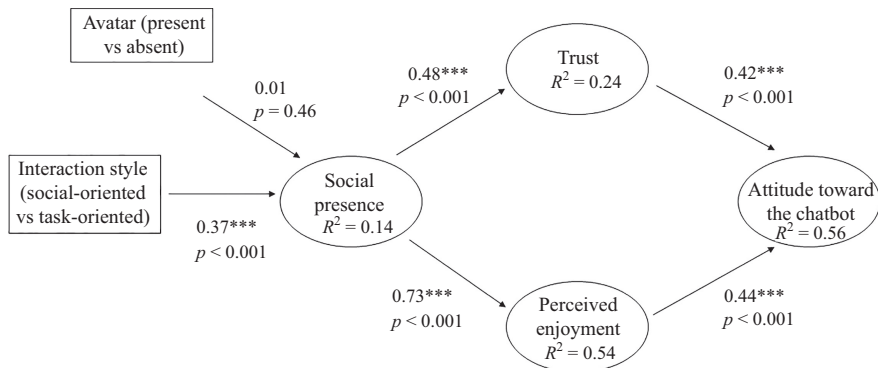 Avatar (present
vs absent)
0.01
p = 0.46
Interaction style
(social-oriented
vs task-oriented)
0.37***
p < 0.001
Social
presence
R² = 0.14
0.48***
p < 0.001
Trust
R² = 0.24
0.42***
p < 0.001
0.73***
p < 0.001
Perceived
enjoyment
R² = 0.54
0.44***
p < 0.001
Attitude toward
the chatbot
R² = 0.56